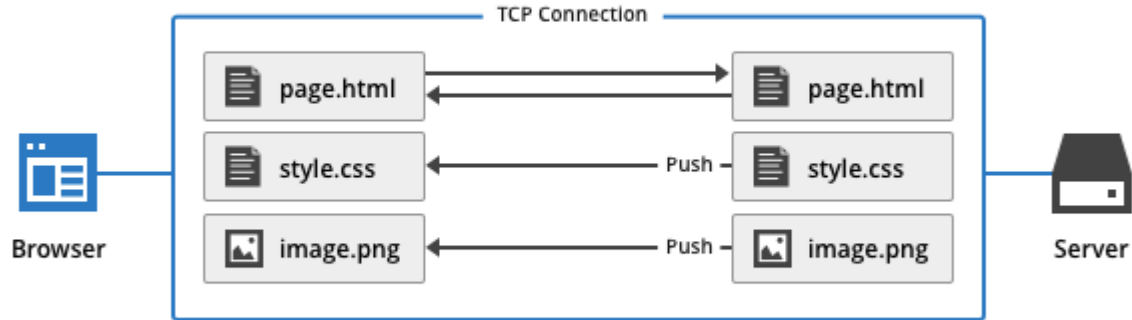 TCP Connection
page.html page.html
style.css Push style.css
image.png Push image.png
Browser Server